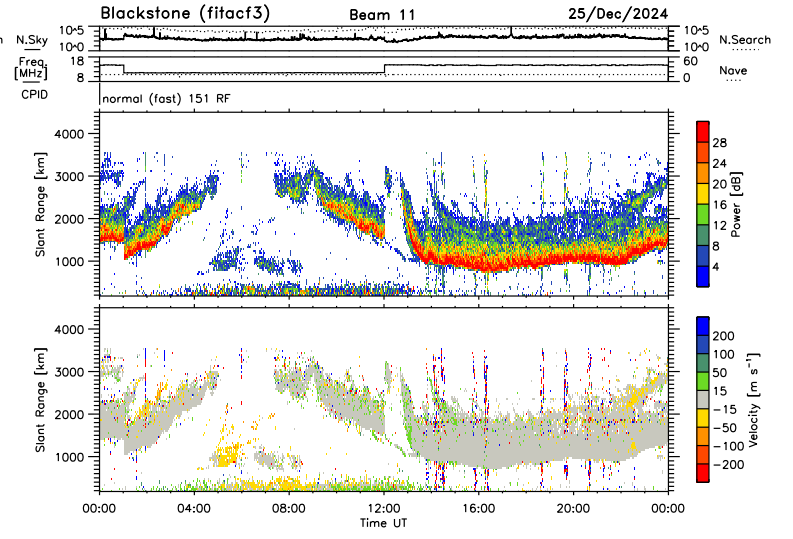 Blackstone (fitacf3) Beam 11 25/Dec/2024
N.Sky 10^5 10^5 N.Search
10^0 10^0
Freq. [MHz] 18 8 60 0 Nave
CPID normal (fast) 151 RF
Slant Range [km] 4000 3000 2000 1000
28 24 20 16 12 8 4 Power [dB]
Slant Range [km] 4000 3000 2000 1000
200 100 50 15 -15 -50 -100 -200 Velocity [m s⁻¹]
00:00 04:00 08:00 12:00 16:00 20:00 00:00
Time UT